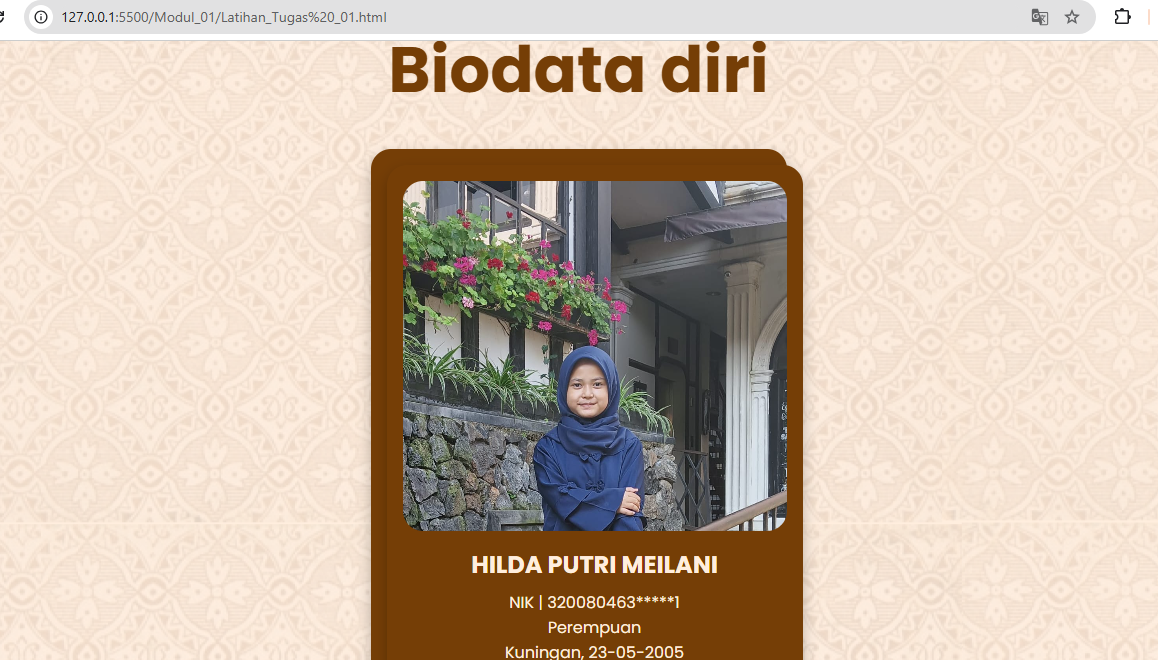 127.0.0.1:5500/Modul_01/Latihan_Tugas%20_01.html
Biodata diri
HILDA PUTRI MEILANI
NIK | 320080463*****1
Perempuan
Kuningan, 23-05-2005